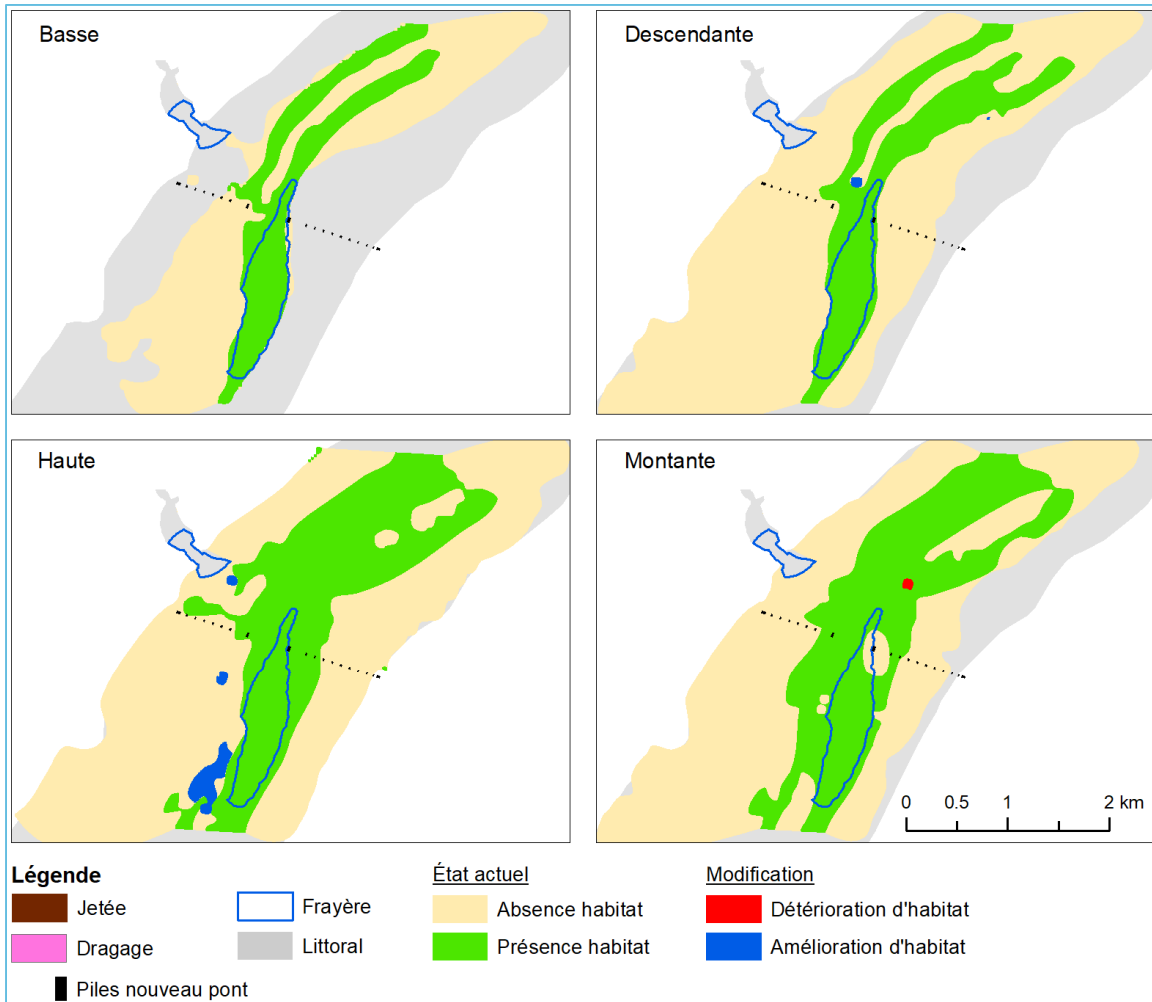 Basse
Descendante
Haute
Montante
0 0.5 1 2 km
Légende
Jetée
Dragage
Piles nouveau pont
Frayère
Littoral
État actuel
Absence habitat
Présence habitat
Modification
Détérioration d'habitat
Amélioration d'habitat